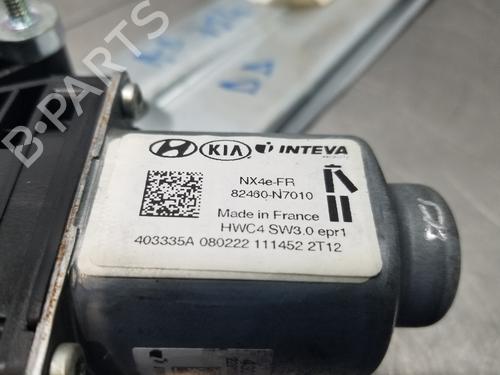 B-PARTS
KIA INTEVA
NX4e-FR
82460-N7010
Made in France
HWC4 SW3.0 epr1
403335A 080222 111452 2T12